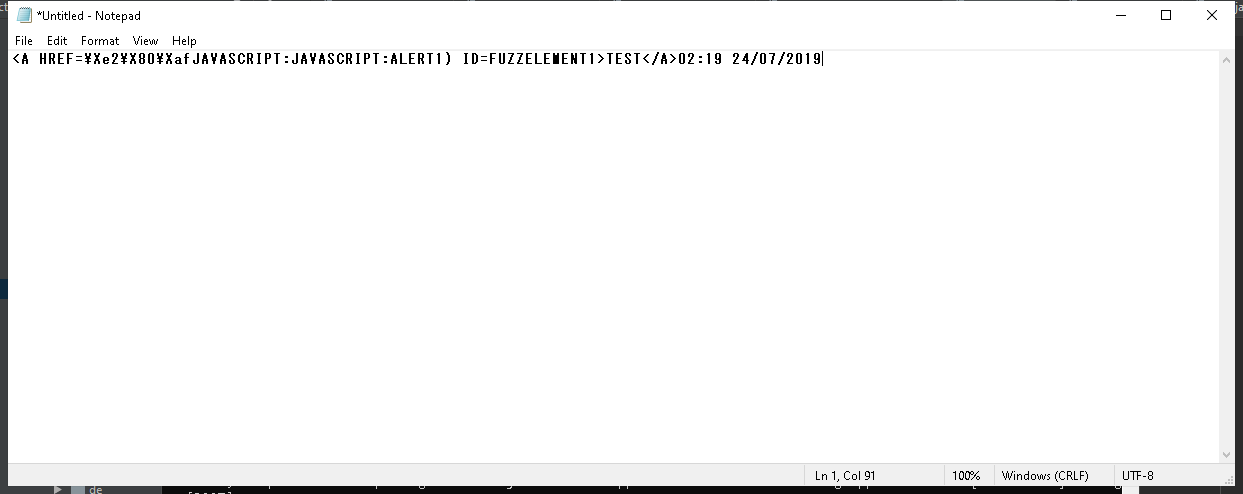 *Untitled - Notepad
File Edit Format View Help
<A HREF=¥Xe2¥X80¥XafJAVASCRIPT:JAVASCRIPT:ALERT1) ID=FUZZELEMENT1>TEST</A>02:19 24/07/2019
Ln 1, Col 91 100% Windows (CRLF) UTF-8
de